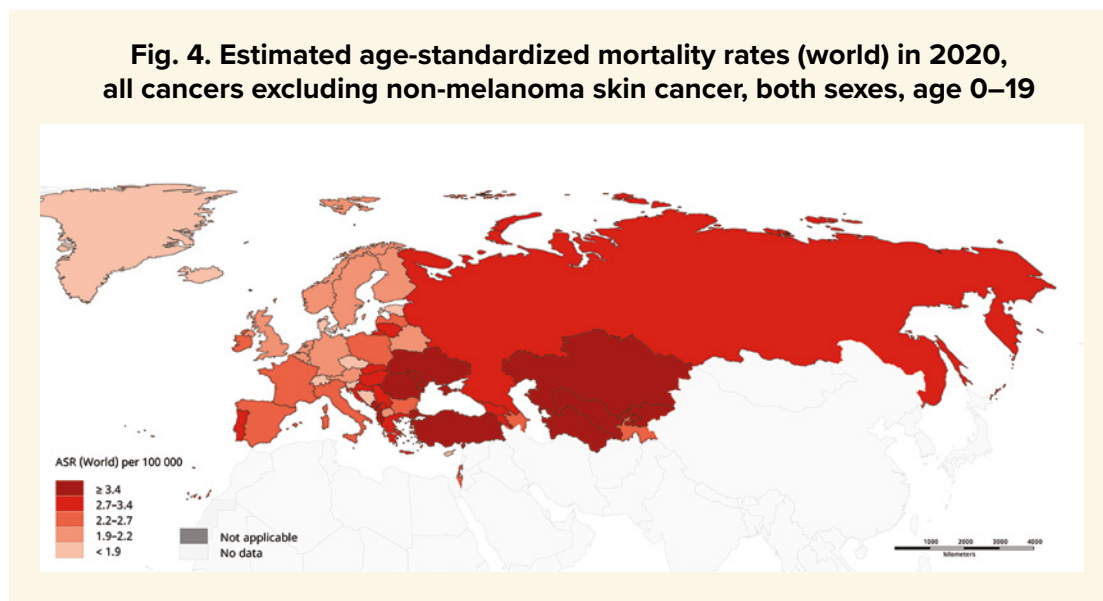 Fig. 4. Estimated age-standardized mortality rates (world) in 2020,
all cancers excluding non-melanoma skin cancer, both sexes, age 0–19
ASR (World) per 100 000
≥ 3.4
2.7–3.4
2.2–2.7
1.9–2.2
< 1.9
Not applicable
No data
1000 2000 3000 4000
kilometers